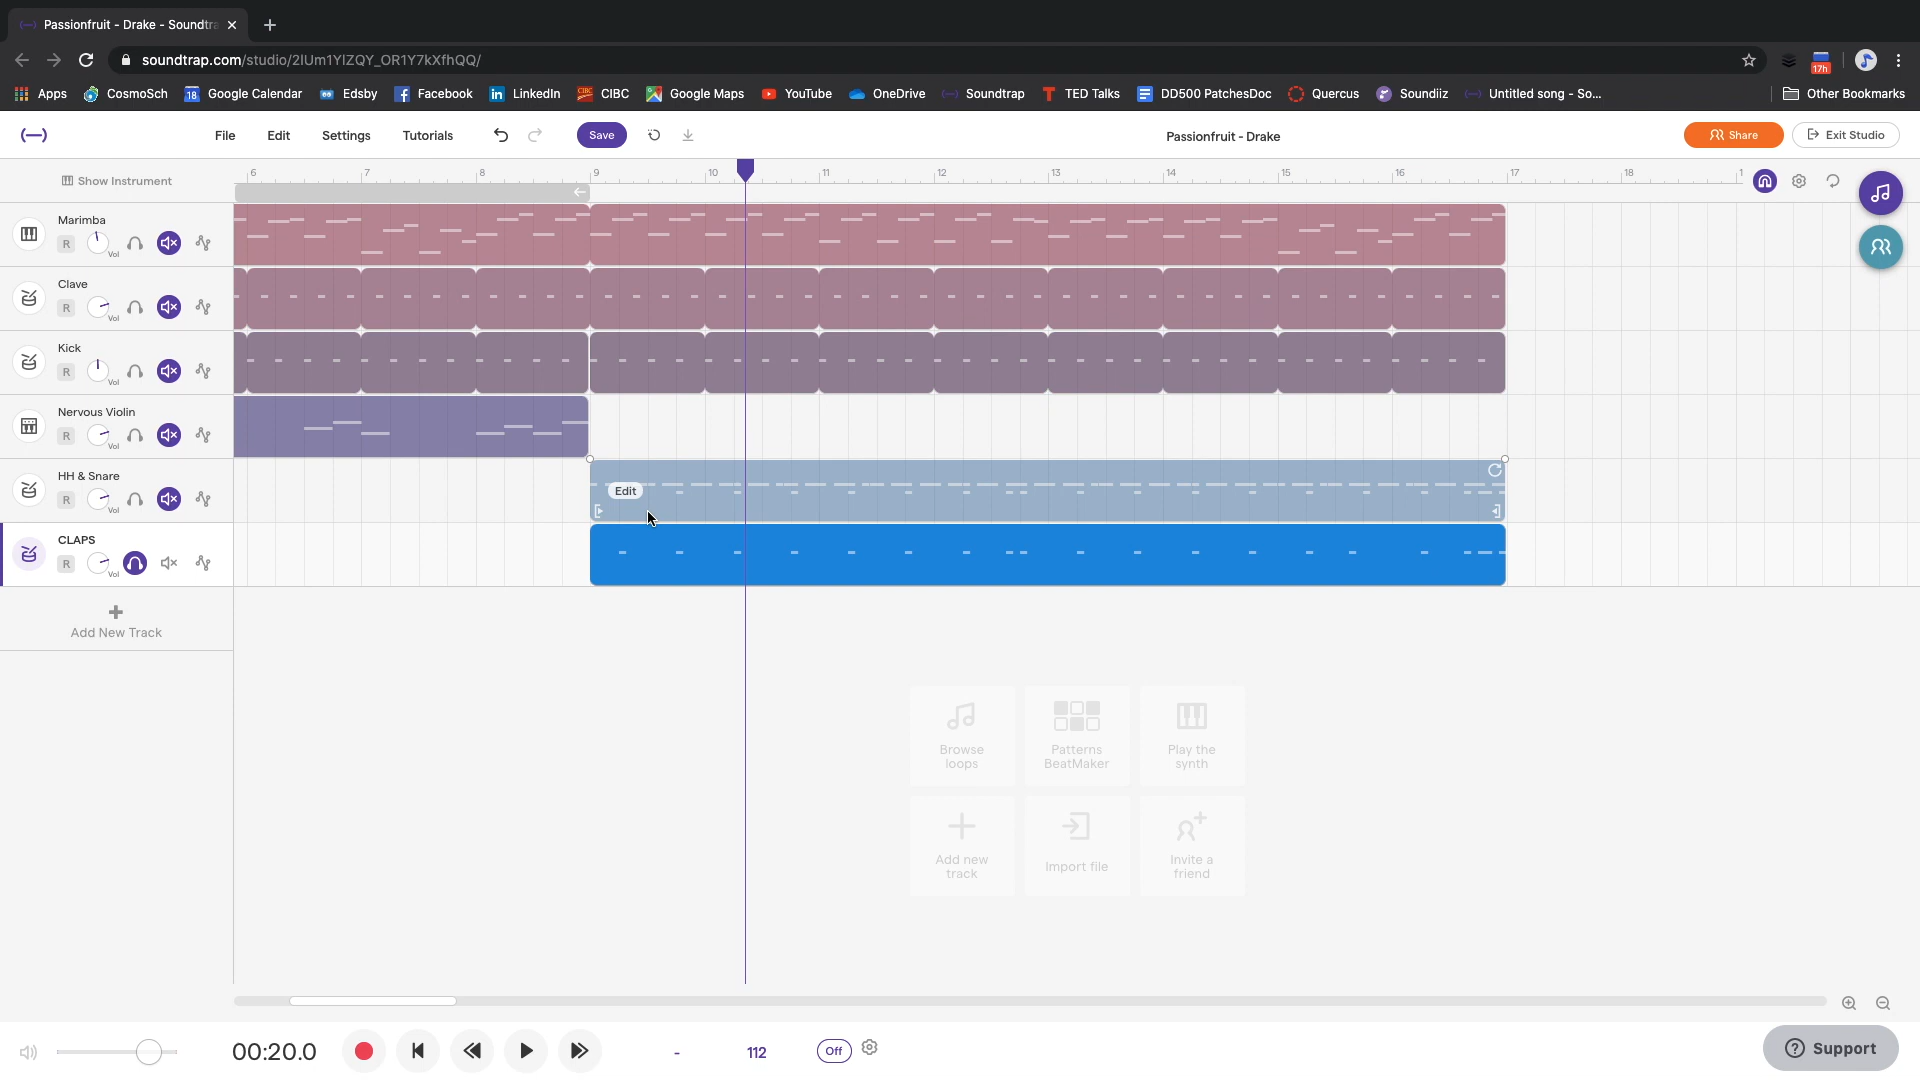 Passionfruit - Drake - Soundtra
soundtrap.com/studio/2IUm1YIZQY_OR1Y7kXfhQQ/
17h
Apps CosmoSch 18 Google Calendar Edsby Facebook LinkedIn CIBC Google Maps YouTube OneDrive Soundtrap TED Talks DD500 PatchesDoc Quercus Soundiiz Untitled song - So... Other Bookmarks
File Edit Settings Tutorials Save Passionfruit - Drake Share Exit Studio
Show Instrument
6 7 8 9 10 11 12 13 14 15 16 17 18 1
Marimba
R Vol
Clave
R Vol
Kick
R Vol
Nervous Violin
R Vol
HH & Snare
R Vol
Edit
CLAPS
R Vol
Add New Track
Browse loops
Patterns BeatMaker
Play the synth
Add new track
Import file
Invite a friend
00:20.0 - 112 Off
Support